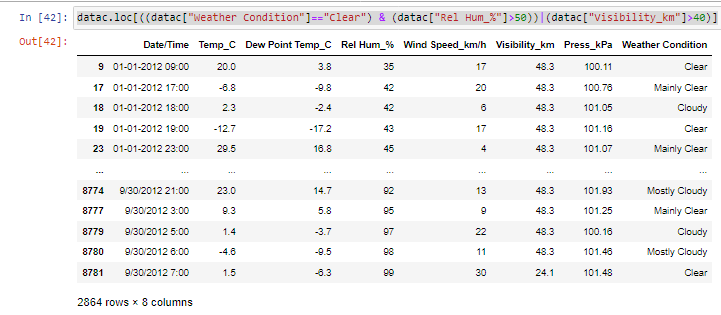 In [42]: datac.loc[((datac["Weather Condition"]=="Clear") & (datac["Rel Hum_%"]>50))|(datac["Visibility_km"]>40)]
Out[42]:
Date/Time Temp_C Dew Point Temp_C Rel Hum_% Wind Speed_km/h Visibility_km Press_kPa Weather Condition
9 01-01-2012 09:00 20.0 3.8 35 17 48.3 100.11 Clear
17 01-01-2012 17:00 -6.8 -9.8 42 20 48.3 100.76 Mainly Clear
18 01-01-2012 18:00 2.3 -2.4 42 6 48.3 101.05 Cloudy
19 01-01-2012 19:00 -12.7 -17.2 43 17 48.3 101.16 Clear
23 01-01-2012 23:00 29.5 16.8 45 4 48.3 101.07 Mainly Clear
... ... ... ... ... ... ... ... ...
8774 9/30/2012 21:00 23.0 14.7 92 13 48.3 101.93 Mostly Cloudy
8777 9/30/2012 3:00 9.3 5.8 95 9 48.3 101.25 Mainly Clear
8779 9/30/2012 5:00 1.4 -3.7 97 22 48.3 100.16 Cloudy
8780 9/30/2012 6:00 -4.6 -9.5 98 11 48.3 101.46 Mostly Cloudy
8781 9/30/2012 7:00 1.5 -6.3 99 30 24.1 101.48 Clear
2864 rows × 8 columns